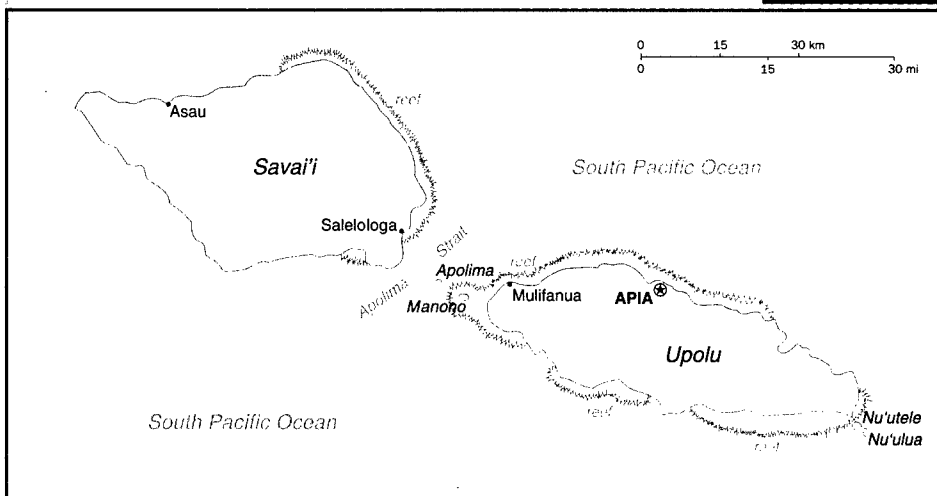 0 15 30 km
0 15 30 mi
reef
Asau
Savai'i
South Pacific Ocean
Salelologa
Strait
reef
Apolima
Mulifanua
APIA
Apolima
Manono
Upolu
South Pacific Ocean
reef
Nu'utele
Nu'ulua
reef